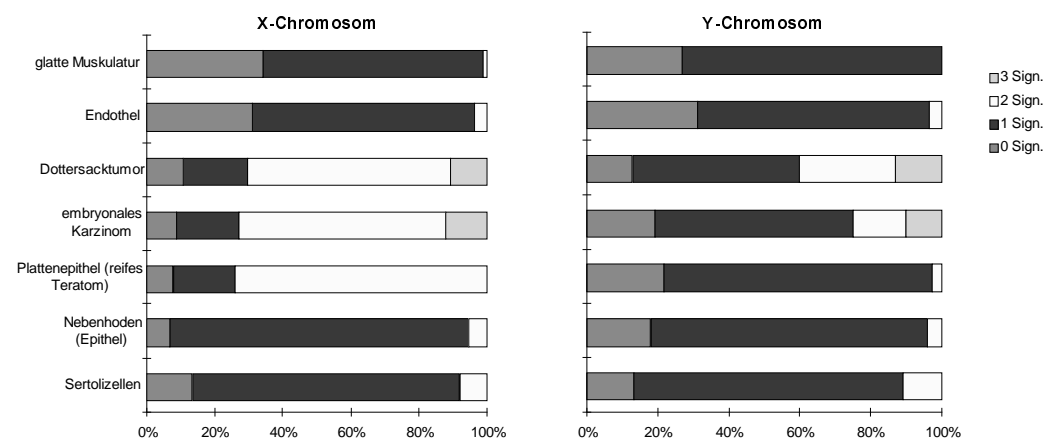 X-Chromosom
Y-Chromosom
glatte Muskulatur
Endothel
Dottersacktumor
embryonales
Karzinom
Plattenepithel (reifes
Teratom)
Nebenhoden
(Epithel)
Sertolizellen
0% 20% 40% 60% 80% 100%
0% 20% 40% 60% 80% 100%
3 Sign.
2 Sign.
1 Sign.
0 Sign.